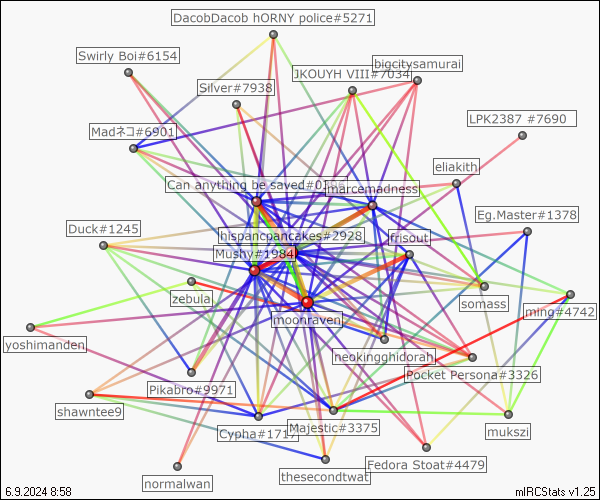 DacobDacob hORNY police#5271
Swirly Boi#6154
bigcitysamurai
JKOUYH VIII#7034
Silver#7938
LPK2387 #7690
Madネコ#6901
eliakith
Can anything be saved#0
marcemadness
Eg.Master#1378
Duck#1245
hispancpancakes#2928
frisout
Mushy#1984
zebula
somass
ming#4742
moonraven
yoshimanden
heokingghidorah
Pocket Persona#3326
Pikabro#9971
shawntee9
Cypha#1717
Majestic#3375
mukszi
Fedora Stoat#4479
normalwan
thesecondtwat
6.9.2024 8:58
mIRCStats v1.25